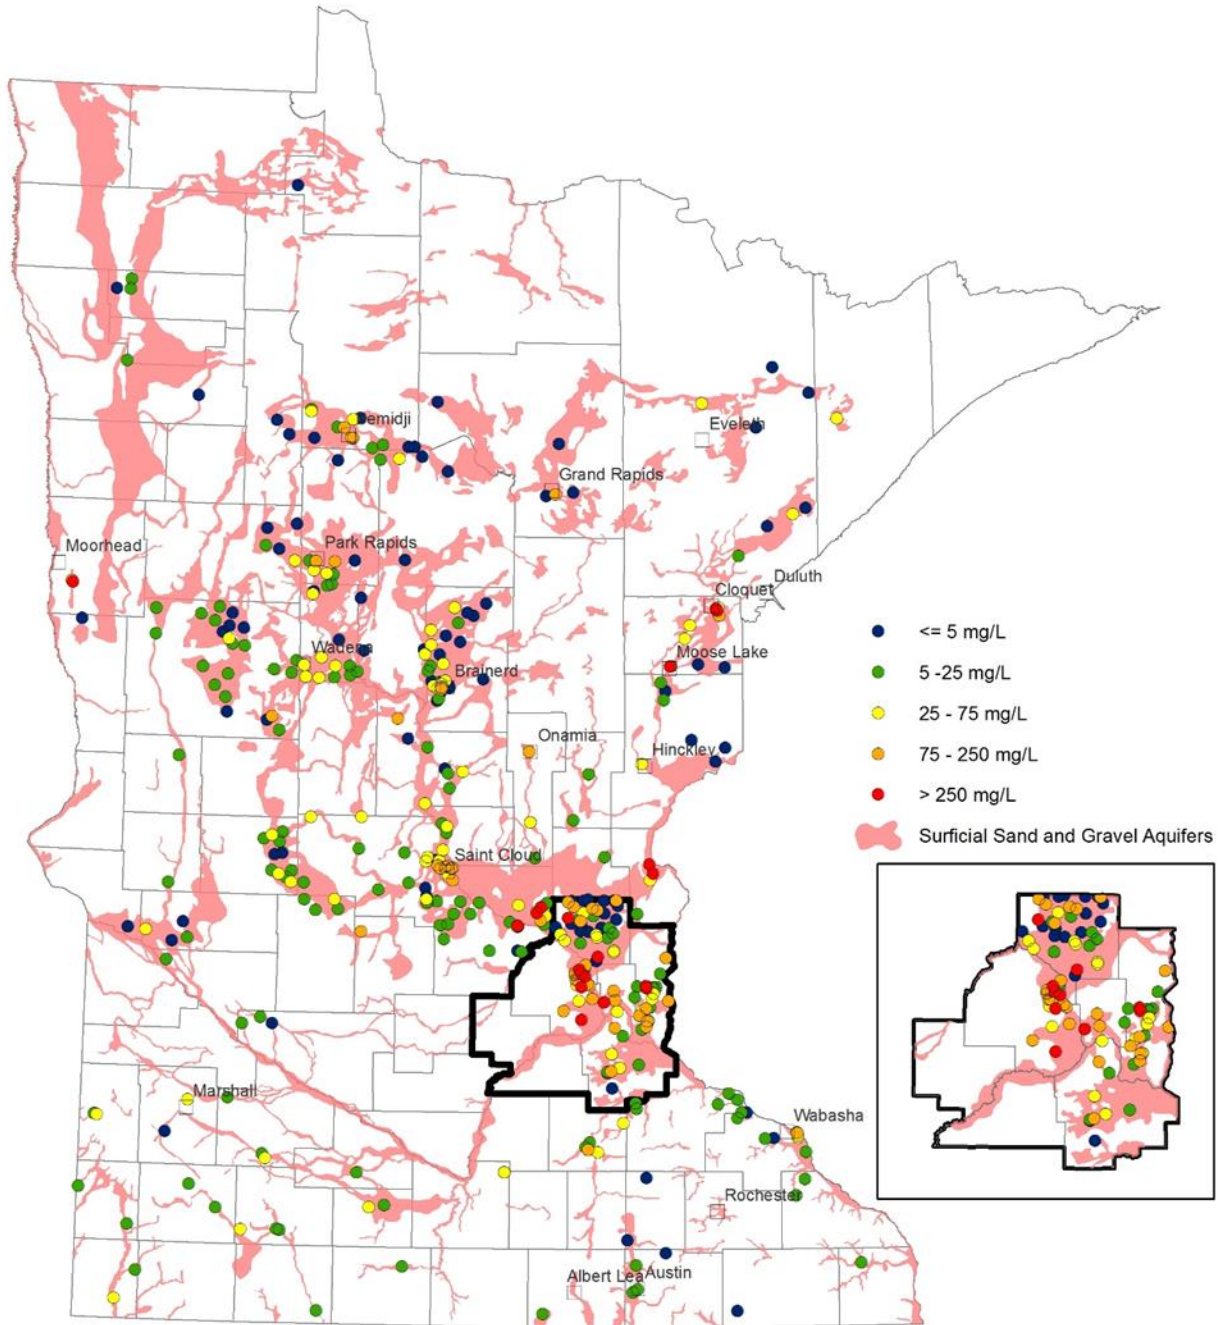 Bemidji
Eveleth
Grand Rapids
Moorhead
Park Rapids
Duluth
Cloquet
Wadena
Moose Lake
Brainerd
Onamia
Hinckley
Saint Cloud
<= 5 mg/L
5 -25 mg/L
25 - 75 mg/L
75 - 250 mg/L
> 250 mg/L
Surficial Sand and Gravel Aquifers
Marshall
Wabasha
Rochester
Albert Lea
Austin